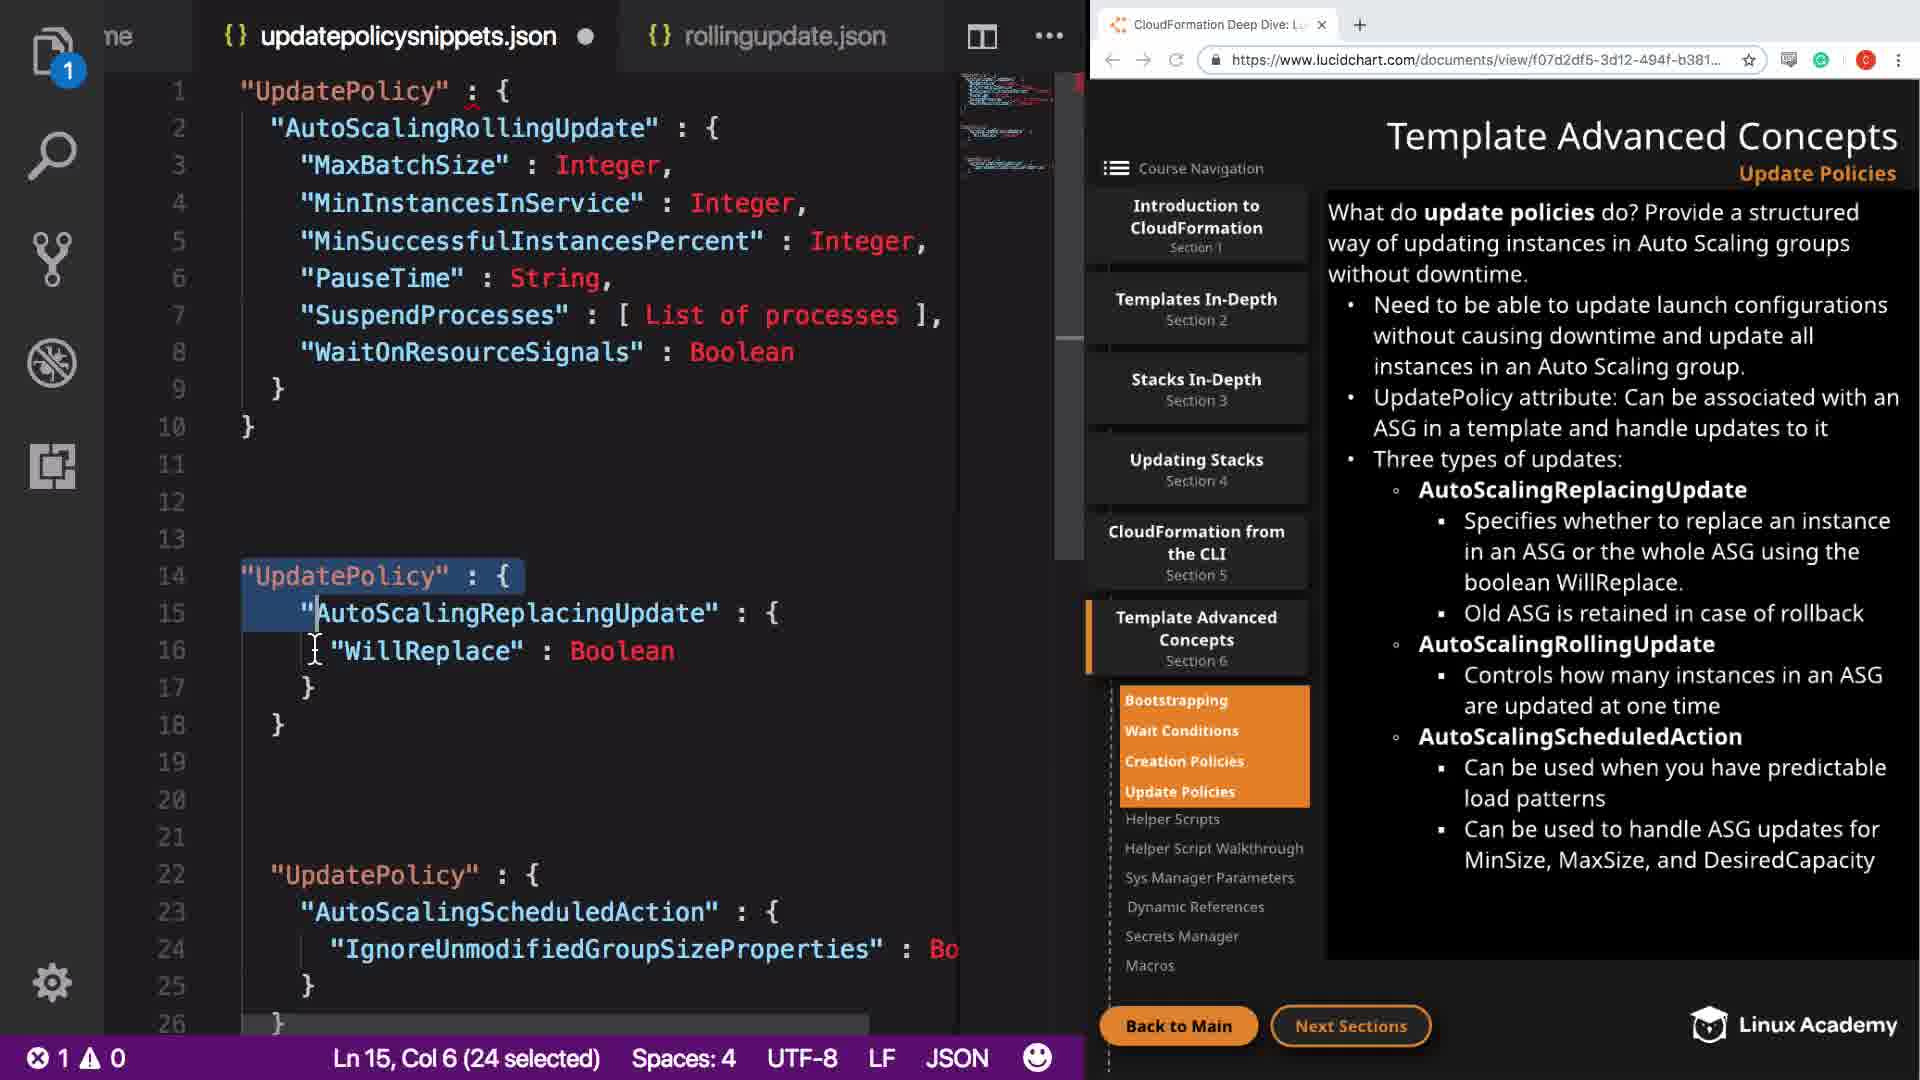 me
{} updatepolicysnippets.json
{} rollingupdate.json
1
1 "UpdatePolicy" : {
2 "AutoScalingRollingUpdate" : {
3 "MaxBatchSize" : Integer,
4 "MinInstancesInService" : Integer,
5 "MinSuccessfulInstancesPercent" : Integer,
6 "PauseTime" : String,
7 "SuspendProcesses" : [ List of processes ],
8 "WaitOnResourceSignals" : Boolean
9 }
10 }
11
12
13
14 "UpdatePolicy" : {
15 "AutoScalingReplacingUpdate" : {
16 "WillReplace" : Boolean
17 }
18 }
19
20
21
22 "UpdatePolicy" : {
23 "AutoScalingScheduledAction" : {
24 "IgnoreUnmodifiedGroupSizeProperties" : Bo
25 }
26 }
1 0 Ln 15, Col 6 (24 selected) Spaces: 4 UTF-8 LF JSON
CloudFormation Deep Dive: Lu
https://www.lucidchart.com/documents/view/f07d2df5-3d12-494f-b381...
C
Template Advanced Concepts
Update Policies
Course Navigation
Introduction to
CloudFormation
Section 1
Templates In-Depth
Section 2
Stacks In-Depth
Section 3
Updating Stacks
Section 4
CloudFormation from
the CLI
Section 5
Template Advanced
Concepts
Section 6
Bootstrapping
Wait Conditions
Creation Policies
Update Policies
Helper Scripts
Helper Script Walkthrough
Sys Manager Parameters
Dynamic References
Secrets Manager
Macros
What do update policies do? Provide a structured
way of updating instances in Auto Scaling groups
without downtime.
• Need to be able to update launch configurations
without causing downtime and update all
instances in an Auto Scaling group.
• UpdatePolicy attribute: Can be associated with an
ASG in a template and handle updates to it
• Three types of updates:
◦ AutoScalingReplacingUpdate
▪ Specifies whether to replace an instance
in an ASG or the whole ASG using the
boolean WillReplace.
▪ Old ASG is retained in case of rollback
◦ AutoScalingRollingUpdate
▪ Controls how many instances in an ASG
are updated at one time
◦ AutoScalingScheduledAction
▪ Can be used when you have predictable
load patterns
▪ Can be used to handle ASG updates for
MinSize, MaxSize, and DesiredCapacity
Back to Main
Next Sections
Linux Academy